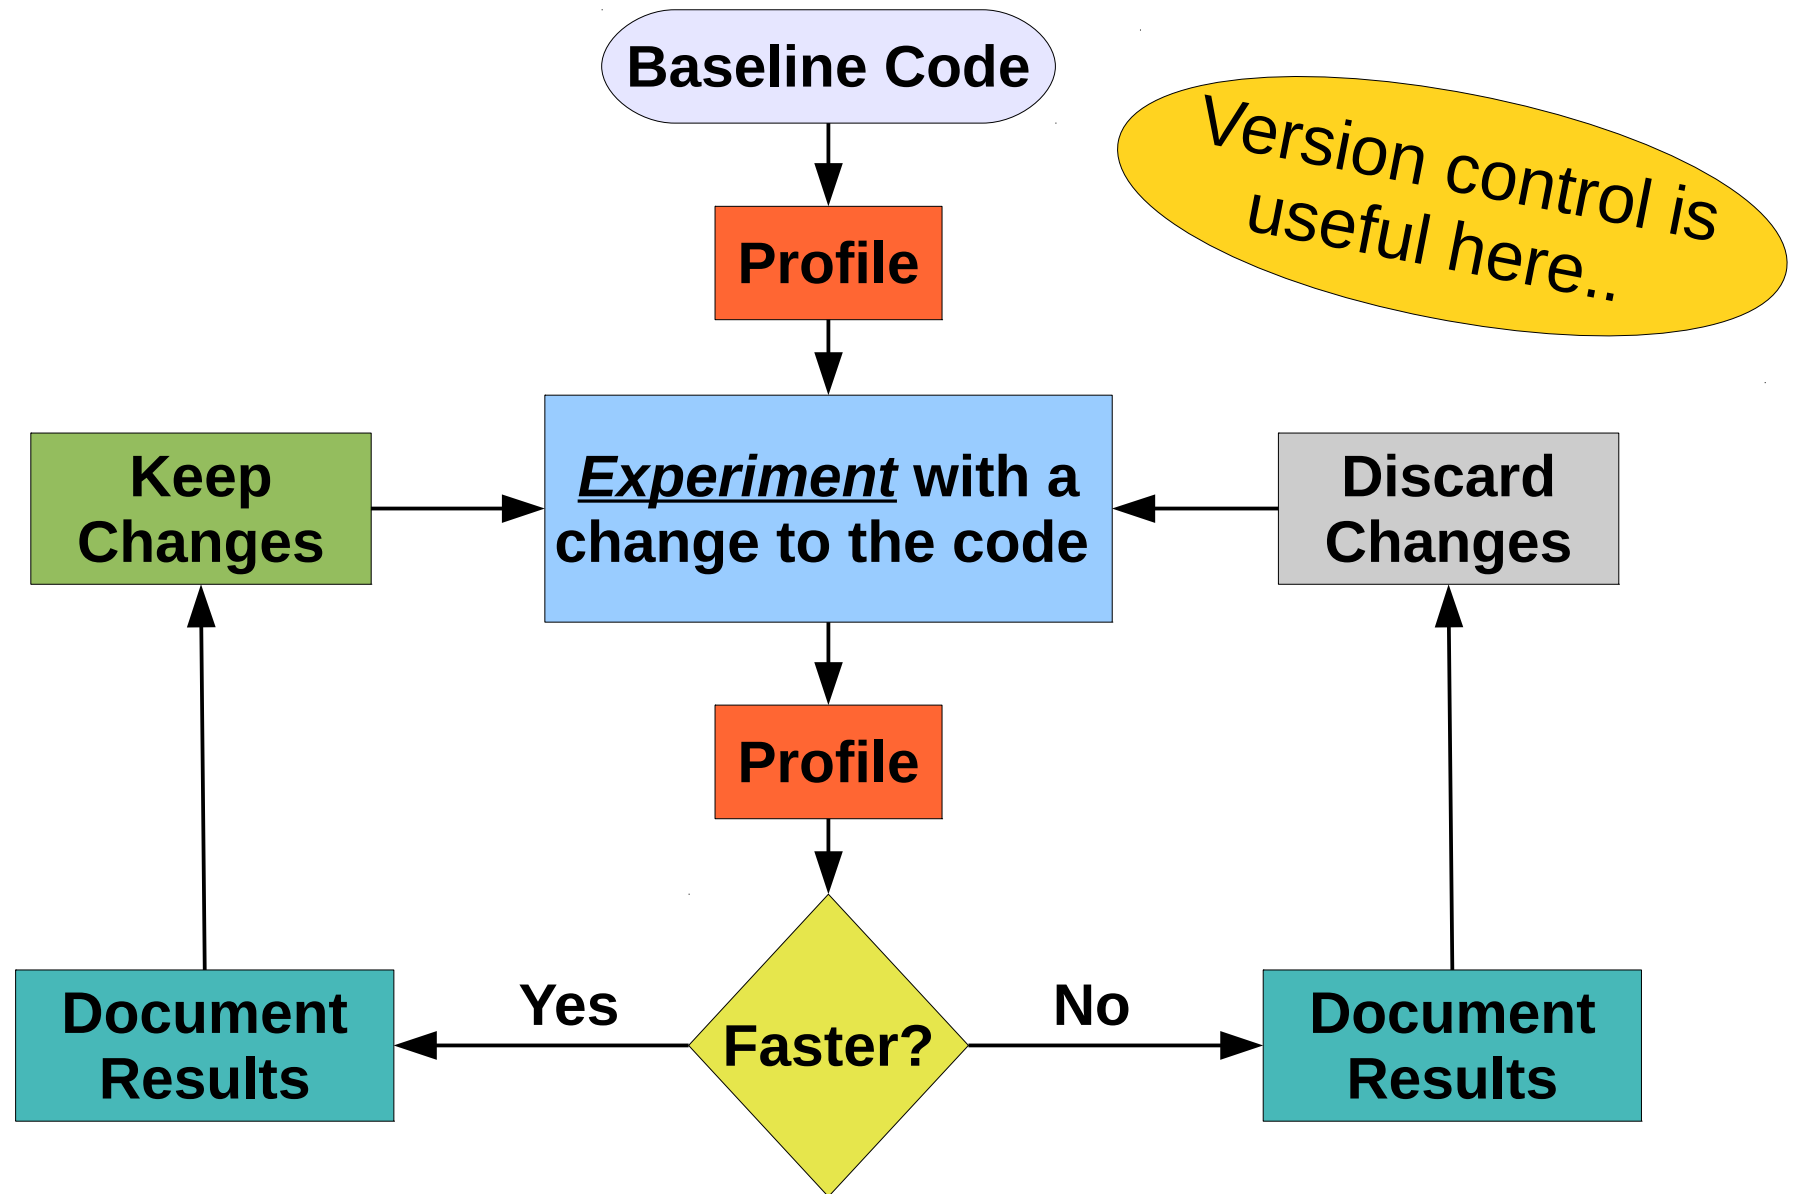 Baseline Code
Version control is
useful here..
Profile
Keep
Changes
Experiment with a
change to the code
Discard
Changes
Profile
Yes
No
Document
Results
Faster?
Document
Results